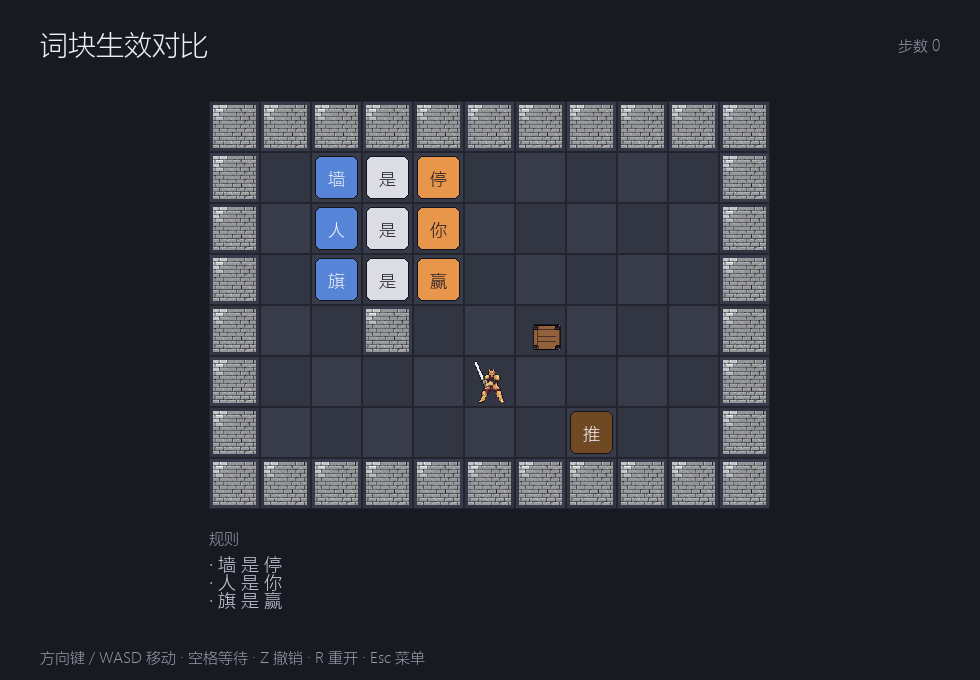 词块生效对比
步数 0
墙 是 停
人 是 你
旗 是 赢
推
规则
· 墙 是 停
· 人 是 你
· 旗 是 赢
方向键 / WASD 移动 · 空格等待 · Z 撤销 · R 重开 · Esc 菜单